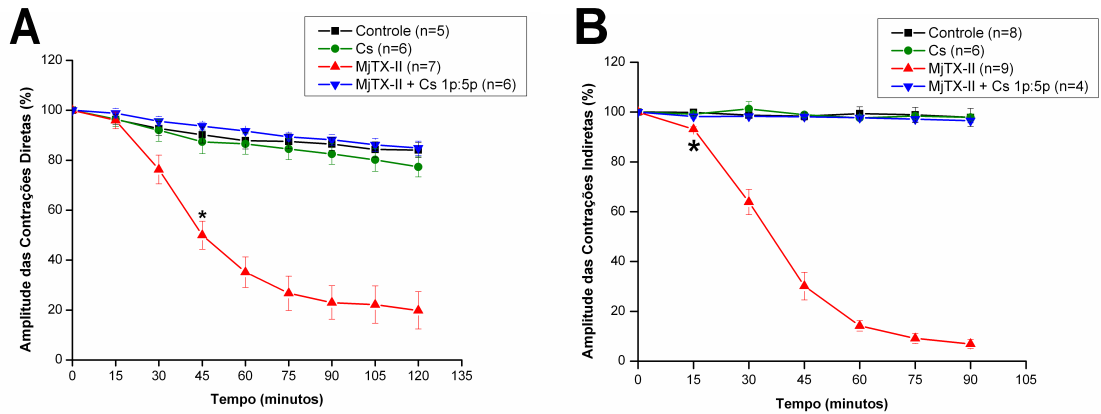 A
Controle (n=5)
Cs (n=6)
MjTX-II (n=7)
MjTX-II + Cs 1p:5p (n=6)
Amplitude das Contrações Diretas (%)
120
100
80
60
40
20
0
*
0 15 30 45 60 75 90 105 120 135
Tempo (minutos)
B
Controle (n=8)
Cs (n=6)
MjTX-II (n=9)
MjTX-II + Cs 1p:5p (n=4)
Amplitude das Contrações Indiretas (%)
120
100
80
60
40
20
0
*
0 15 30 45 60 75 90 105
Tempo (minutos)